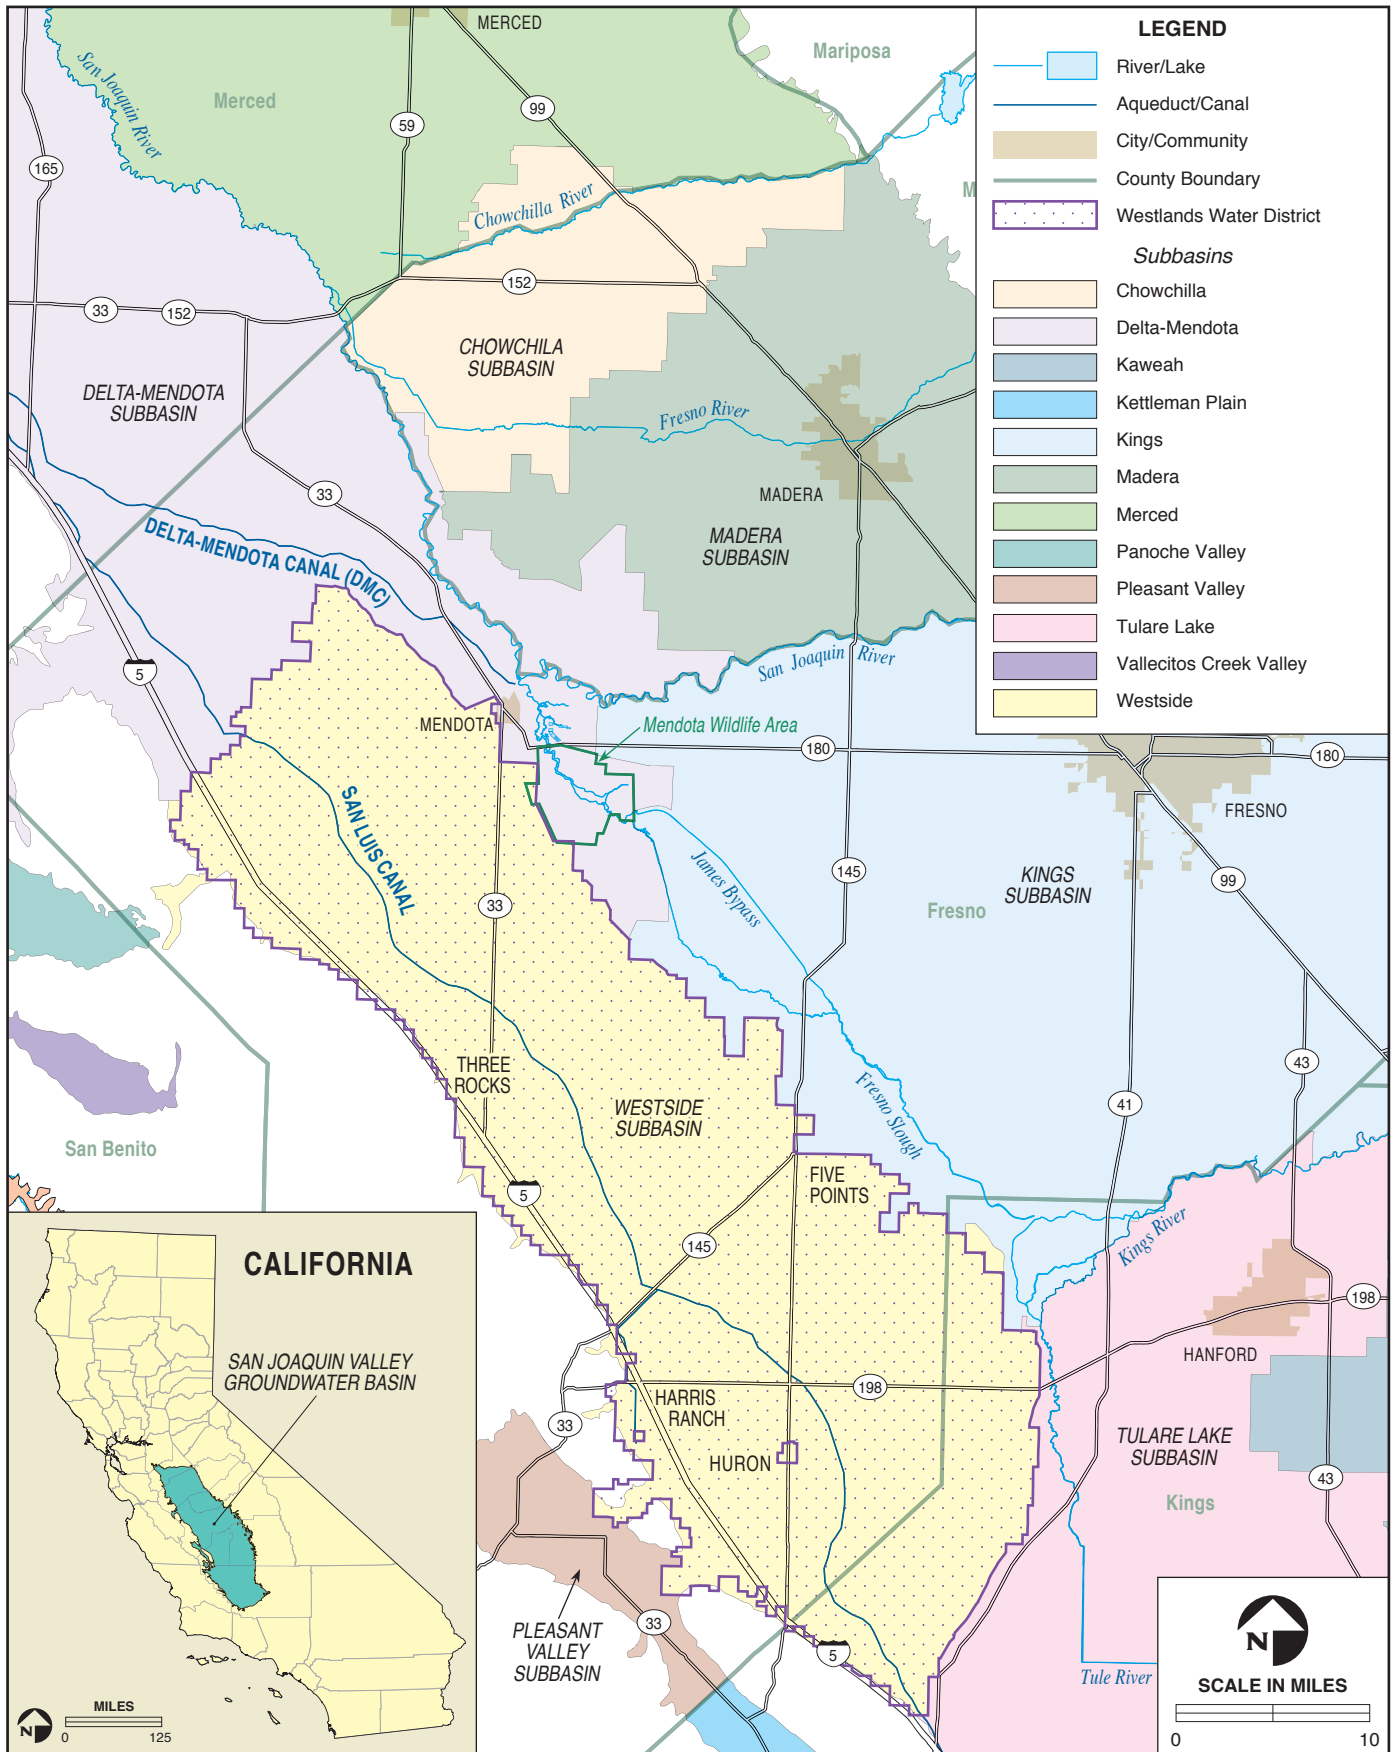 MERCED
Mariposa
San Joaquin River
Merced
59
99
165
M
Chowchilla River
152
33
152
CHOWCHILA
SUBBASIN
DELTA-MENDOTA
SUBBASIN
Fresno River
33
MADERA
MADERA
SUBBASIN
DELTA-MENDOTA CANAL (DMC)
San Joaquin River
5
MENDOTA
Mendota Wildlife Area
180
180
FRESNO
SAN LUIS CANAL
James Bypass
145
KINGS
SUBBASIN
99
33
Fresno
THREE
ROCKS
43
WESTSIDE
SUBBASIN
Fresno Slough
41
San Benito
5
FIVE
POINTS
145
Kings River
198
HANFORD
198
HARRIS
RANCH
33
HURON
TULARE LAKE
SUBBASIN
43
Kings
PLEASANT
VALLEY
SUBBASIN
33
5
Tule River
LEGEND
River/Lake
Aqueduct/Canal
City/Community
County Boundary
Westlands Water District
Subbasins
Chowchilla
Delta-Mendota
Kaweah
Kettleman Plain
Kings
Madera
Merced
Panoche Valley
Pleasant Valley
Tulare Lake
Vallecitos Creek Valley
Westside
CALIFORNIA
SAN JOAQUIN VALLEY
GROUNDWATER BASIN
N
MILES
0 125
N
SCALE IN MILES
0 10